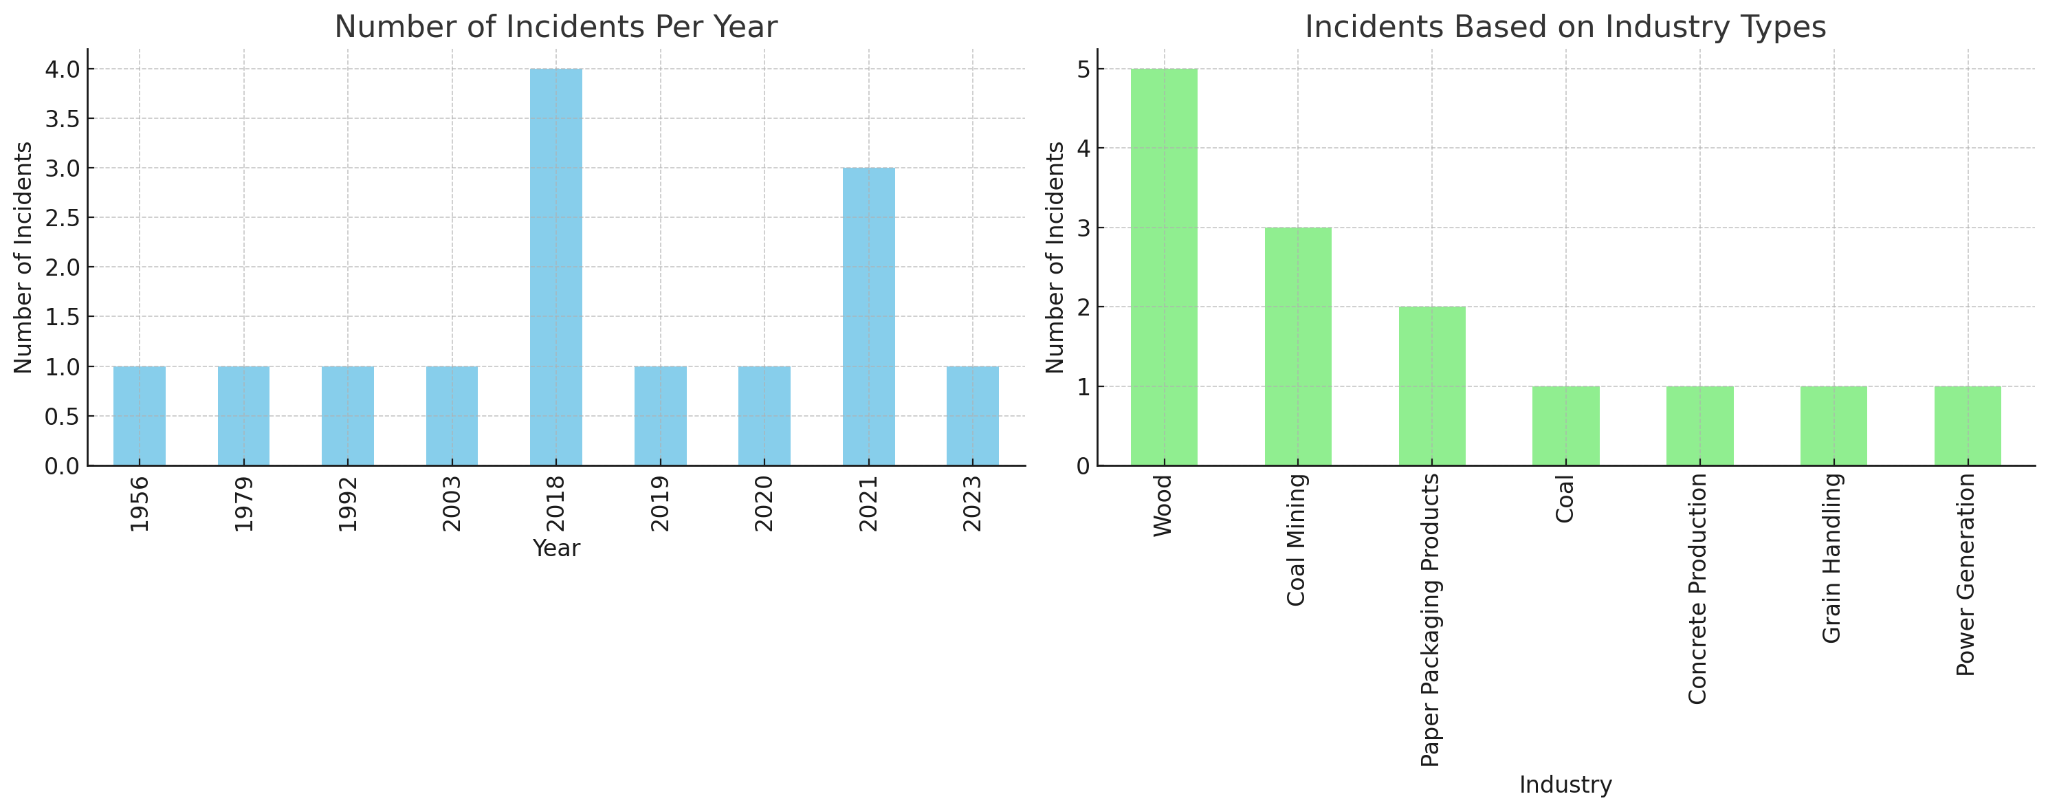 Number of Incidents Per Year
Number of Incidents
4.0
3.5
3.0
2.5
2.0
1.5
1.0
0.5
0.0
1956
1979
1992
2003
2018
2019
2020
2021
2023
Year
Incidents Based on Industry Types
Number of Incidents
5
4
3
2
1
0
Wood
Coal Mining
Paper Packaging Products
Coal
Concrete Production
Grain Handling
Power Generation
Industry